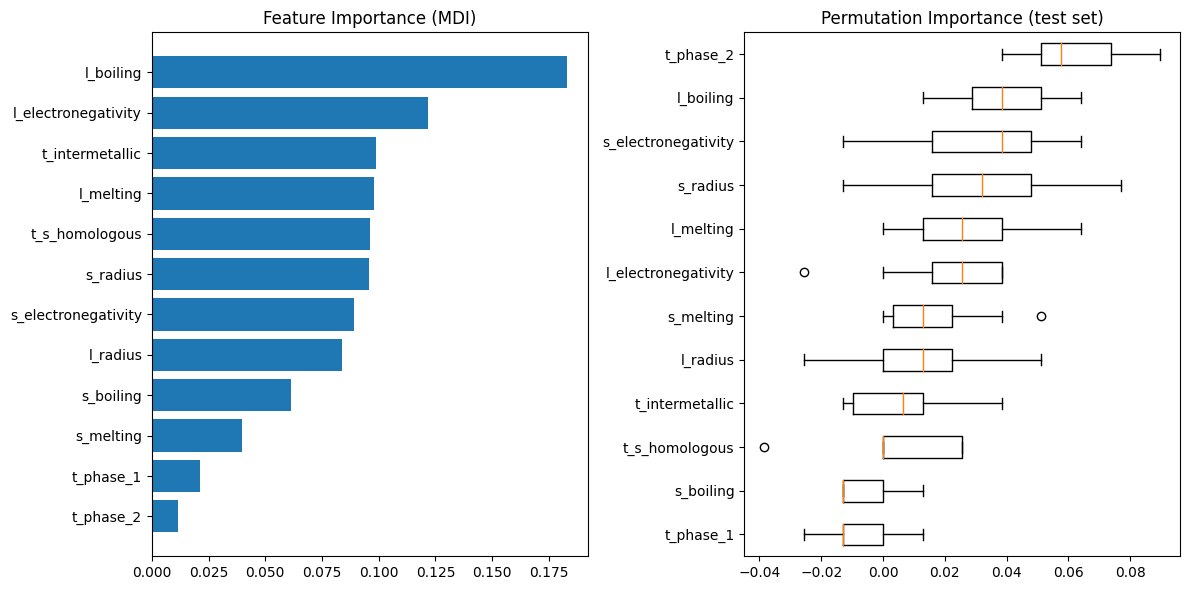 Feature Importance (MDI)
l_boiling
l_electronegativity
t_intermetallic
l_melting
t_s_homologous
s_radius
s_electronegativity
l_radius
s_boiling
s_melting
t_phase_1
t_phase_2
0.000 0.025 0.050 0.075 0.100 0.125 0.150 0.175
Permutation Importance (test set)
t_phase_2
l_boiling
s_electronegativity
s_radius
l_melting
l_electronegativity
s_melting
l_radius
t_intermetallic
t_s_homologous
s_boiling
t_phase_1
−0.04 −0.02 0.00 0.02 0.04 0.06 0.08